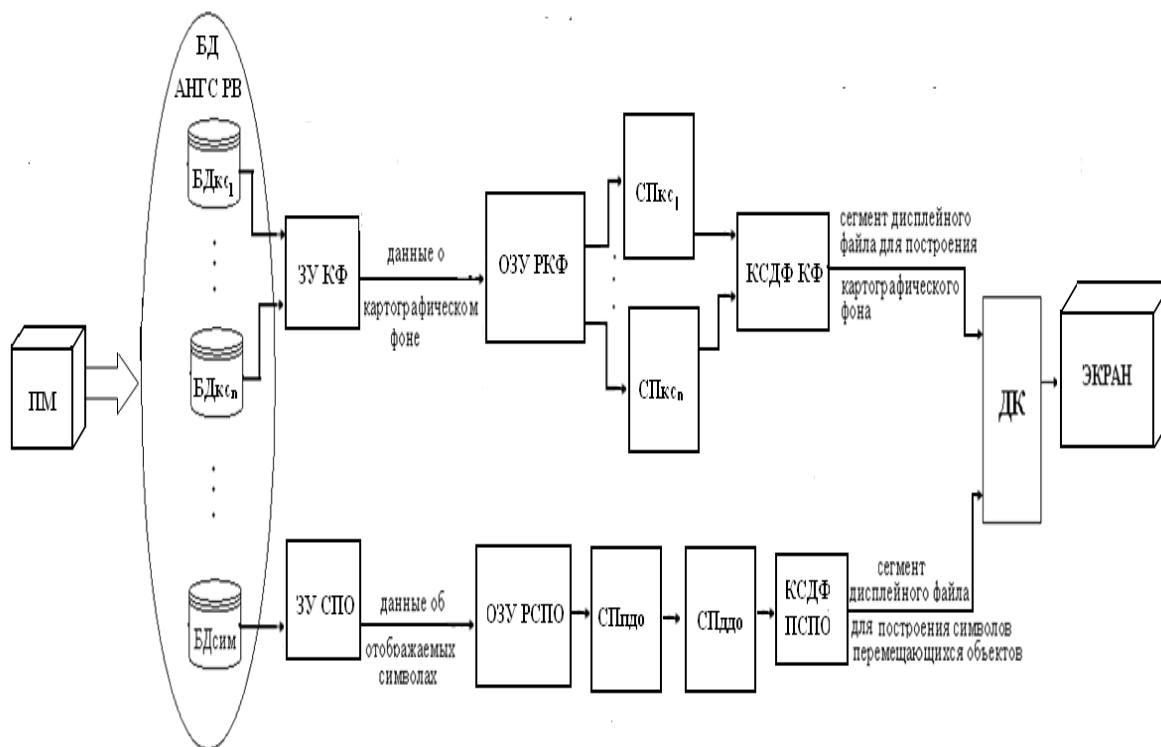 БД
АНГС РВ
БДкс1
БДксn
БДсим
ПМ
ЗУ КФ
данные о
картографическом
фоне
ОЗУ РКФ
СПкс1
СПксn
КСДФ КФ
сегмент дисплейного
файла для построения
картографического
фона
ДК
ЭКРАН
ЗУ СПО
данные об
отображаемых
символах
ОЗУ РСПО
СПпдо
СПддо
КСДФ
ПСПО
сегмент
дисплейного файла
для построения символов
перемещающихся объектов